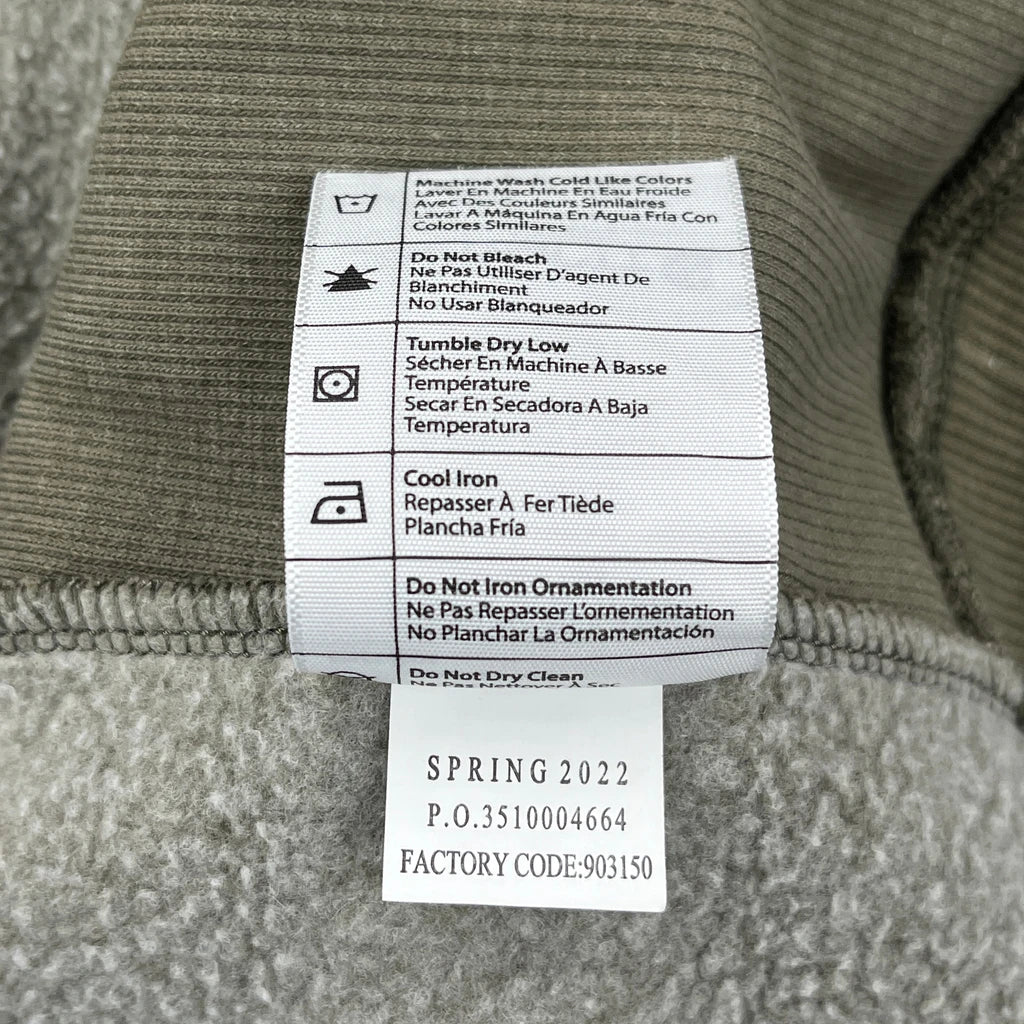 Machine Wash Cold Like Colors
Laver En Machine En Eau Froide
Avec Des Couleurs Similaires
Lavar A Máquina En Agua Fría Con
Colores Similares
Do Not Bleach
Ne Pas Utiliser D'agent De
Blanchiment
No Usar Blanqueador
Tumble Dry Low
Sécher En Machine À Basse
Température
Secar En Secadora A Baja
Temperatura
Cool Iron
Repasser À Fer Tiède
Plancha Fría
Do Not Iron Ornamentation
Ne Pas Repasser L'ornementation
No Planchar La Ornamentación
Do Not Dry Clean
Ne Pas Nettoyer À Sec
SPRING 2022
P.O.3510004664
FACTORY CODE:903150